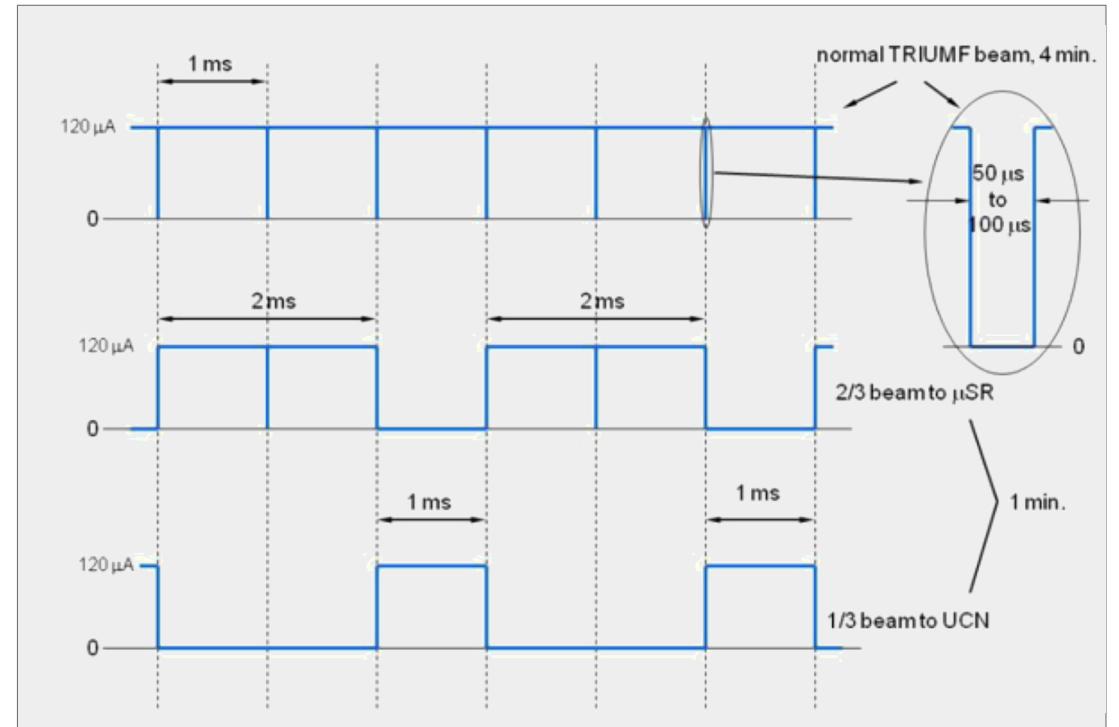 1 ms
normal TRIUMF beam, 4 min.
120 µA
0
50 µs
to
100 µs
0
2 ms
2 ms
120 µA
0
2/3 beam to µSR
1 ms
1 ms
1 min.
120 µA
0
1/3 beam to UCN